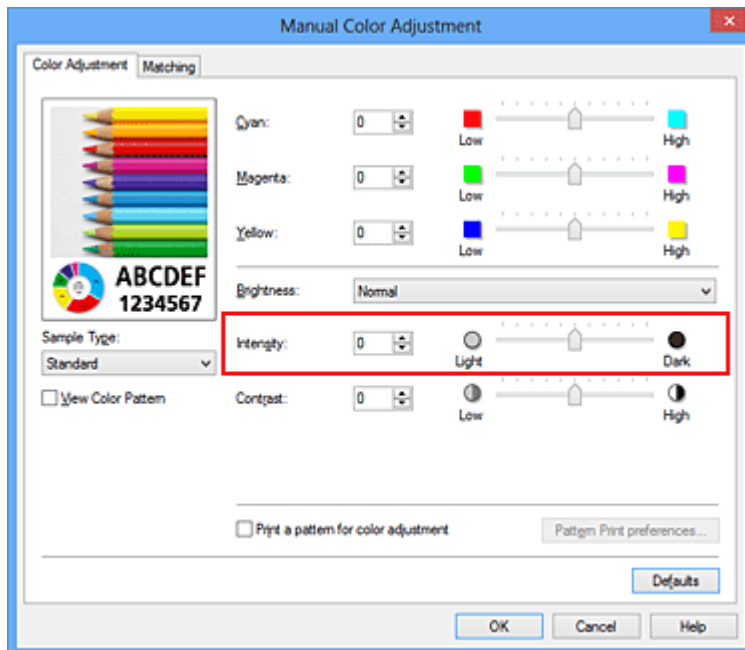 Manual Color Adjustment
Color Adjustment Matching
Cyan: 0 Low High
Magenta: 0 Low High
Yellow: 0 Low High
ABCDEF
1234567
Brightness: Normal
Sample Type:
Standard
Intensity: 0 Light Dark
View Color Pattern
Contrast: 0 Low High
Print a pattern for color adjustment Pattern Print preferences...
Defaults
OK Cancel Help